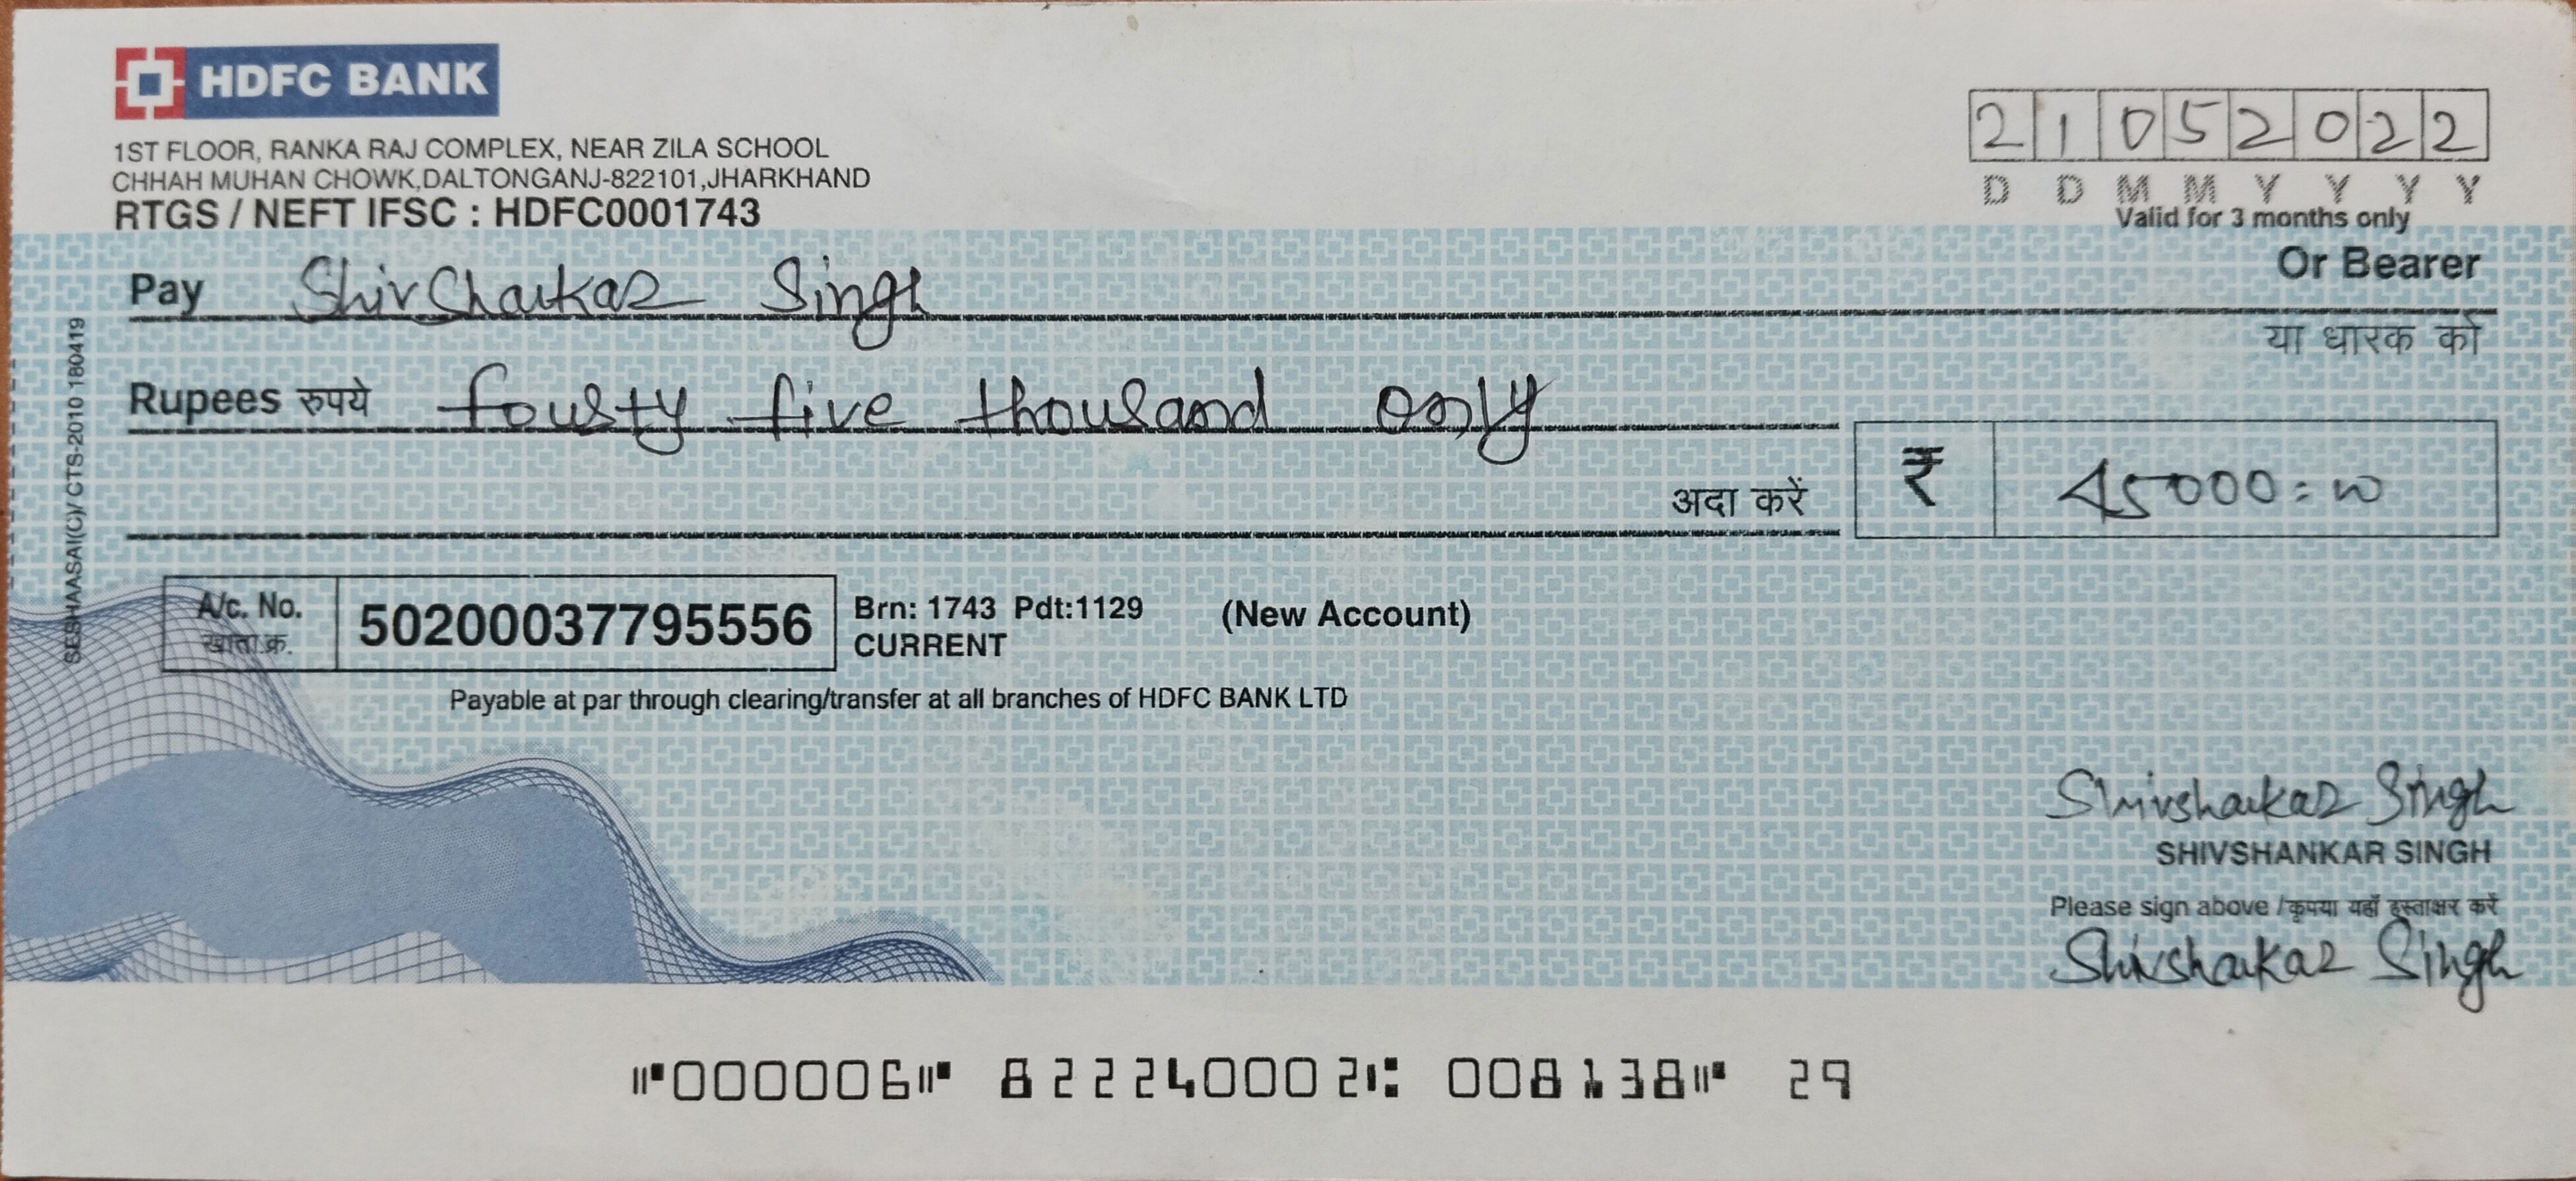 HDFC BANK
1ST FLOOR, RANKA RAJ COMPLEX, NEAR ZILA SCHOOL
CHHAH MUHAN CHOWK,DALTONGANJ-822101,JHARKHAND
RTGS / NEFT IFSC : HDFC0001743
21052022
D D M M Y Y Y Y
Valid for 3 months only
Pay Shivshankar Singh Or Bearer
या धारक को
Rupees रुपये fourty five thousand only
अदा करें ₹ 45000=00
A/c. No. 50200037795556 Brn: 1743 Pdt:1129 (New Account)
खाता क्र. CURRENT
Payable at par through clearing/transfer at all branches of HDFC BANK LTD
SESHAASAI(C)/ CTS-2010 180419
Shivshankar Singh
SHIVSHANKAR SINGH
Please sign above / कृपया यहाँ हस्ताक्षर करें
Shivshankar Singh
⑈000006⑈ 822240002⑆ 008138⑈ 29